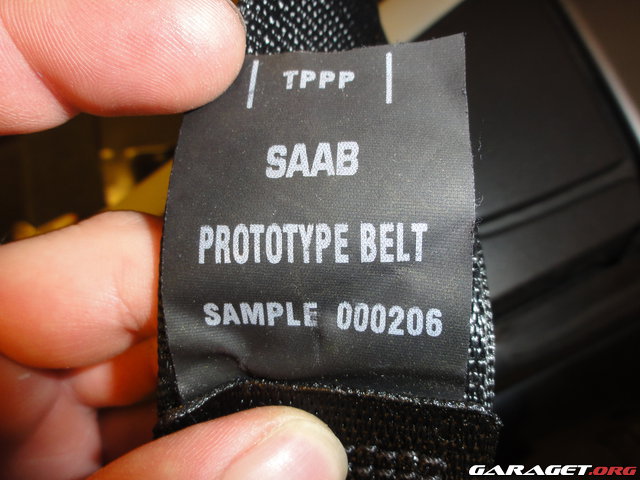 | TPPP |
SAAB
PROTOTYPE BELT
SAMPLE 000206
GARAGET.ORG